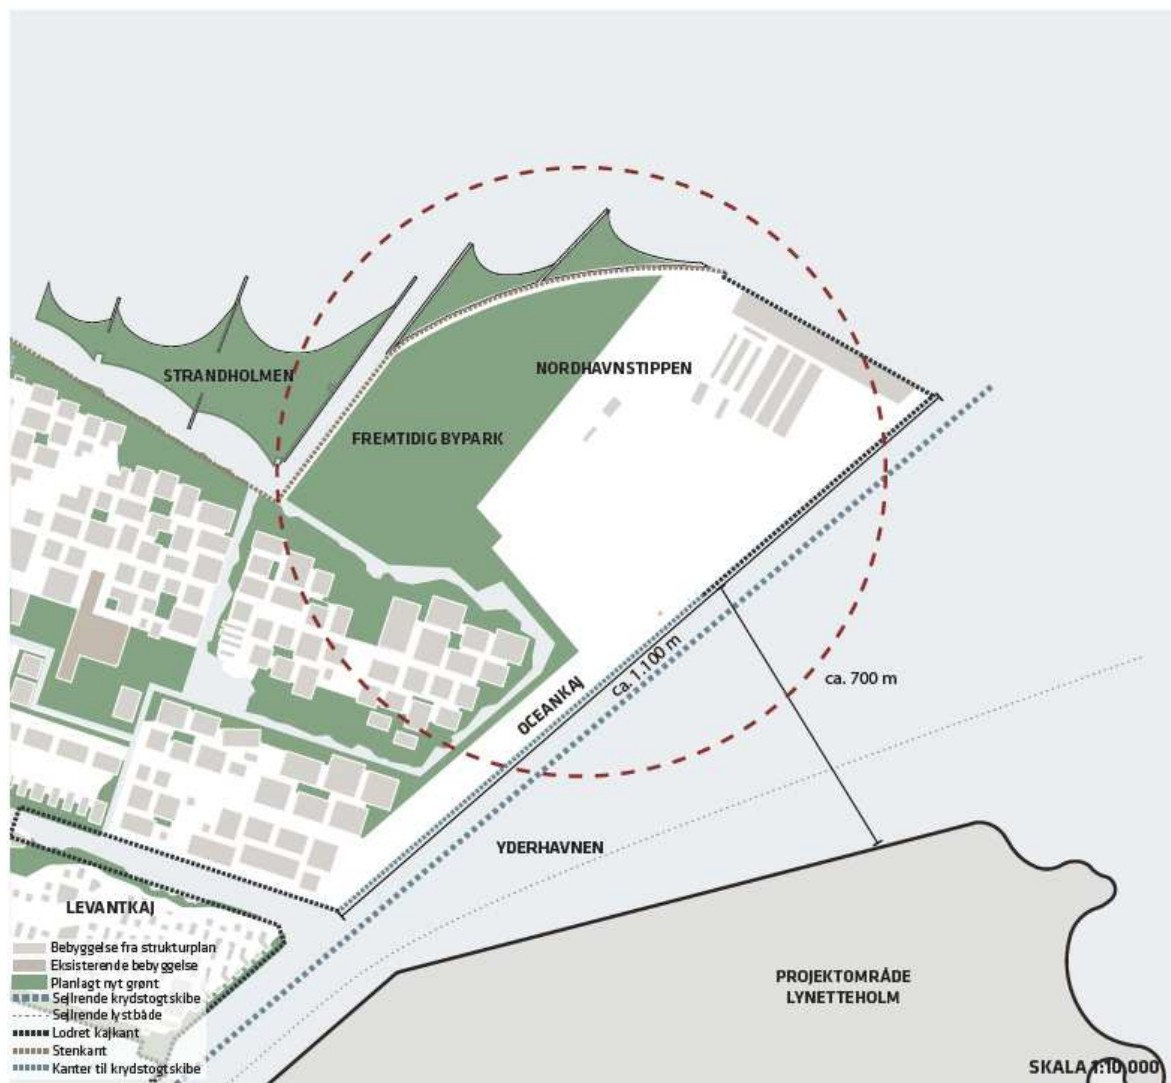 STRANDHOLMEN
NORDHAVNSTIPPEN
FREMTIDIG BYPARK
OCEANKAJ
ca. 1.100 m
ca. 700 m
YDERHAVNEN
LEVANTKAJ
PROJEKTOMRÅDE
LYNETTEHOLM
Bebyggelse fra strukturplan
Eksisterende bebyggelse
Planlagt nyt grønt
Sejlrende krydstogtskibe
Sejlrende lystbåde
Lodret kajkant
Stenkant
Kanter til krydstogtskibe
SKALA 1:10.000